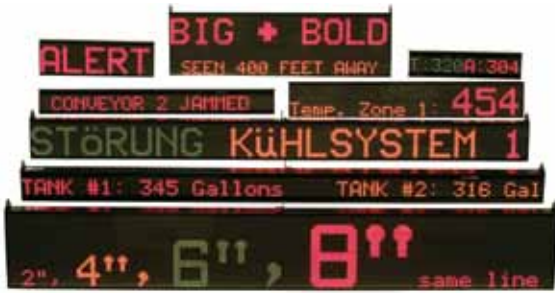 BIG + BOLD
SEEN 400 FEET AWAY
ALERT
T:320A:304
CONVEYOR 2 JAMMED
Temp. Zone 1: 454
STöRUNG KüHLSYSTEM 1
TANK #1: 345 Gallons TANK #2: 316 Gal
2", 4", 6", 8" same line